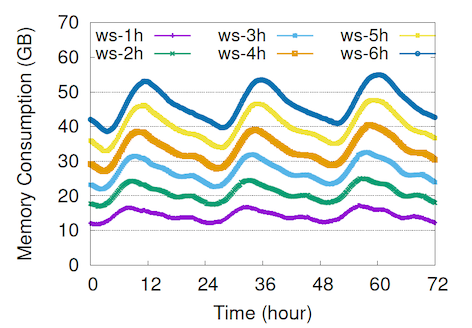 ws-1h ws-3h ws-5h
ws-2h ws-4h ws-6h
Memory Consumption (GB)
70
60
50
40
30
20
10
0
0 12 24 36 48 60 72
Time (hour)